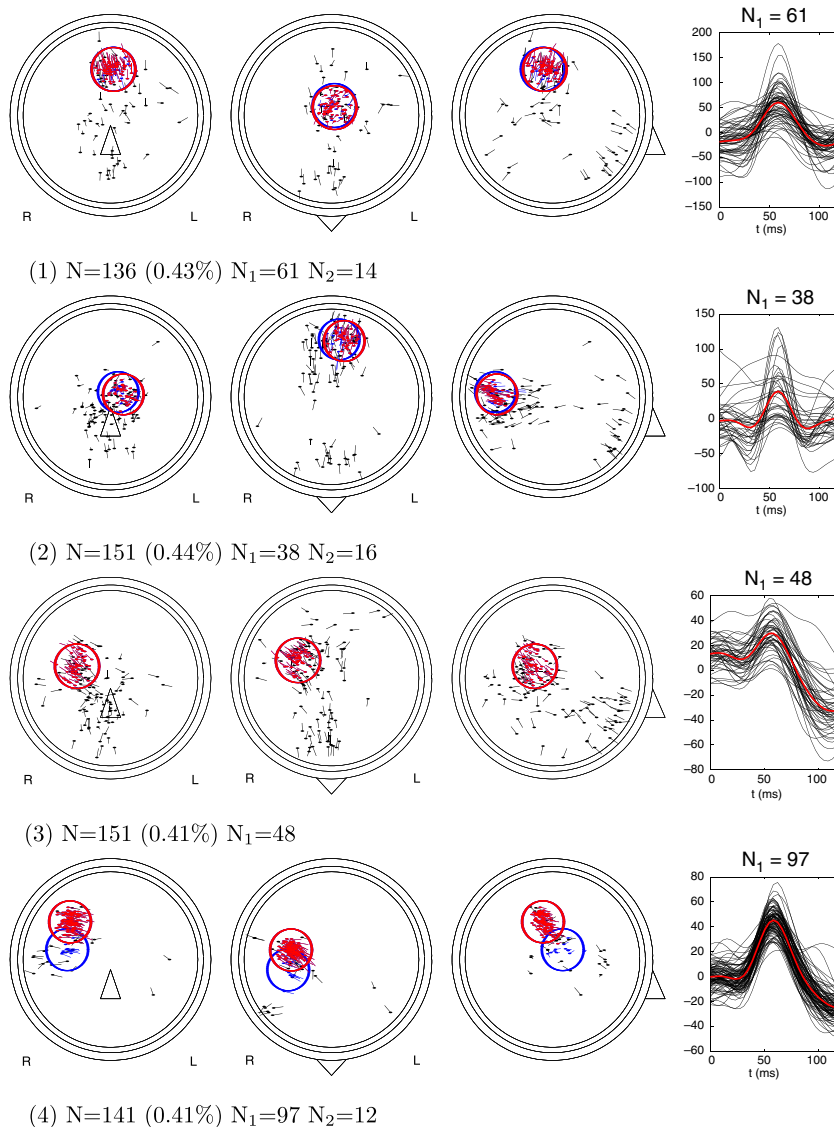 N₁ = 61
200
150
100
50
0
−50
−100
−150
0 50 100
t (ms)
R L R L
(1) N=136 (0.43%) N₁=61 N₂=14
N₁ = 38
150
100
50
0
−50
−100
0 50 100
t (ms)
R L R L
(2) N=151 (0.44%) N₁=38 N₂=16
N₁ = 48
60
40
20
0
−20
−40
−60
−80
0 50 100
t (ms)
R L R L
(3) N=151 (0.41%) N₁=48
N₁ = 97
80
60
40
20
0
−20
−40
−60
0 50 100
t (ms)
R L R L
(4) N=141 (0.41%) N₁=97 N₂=12